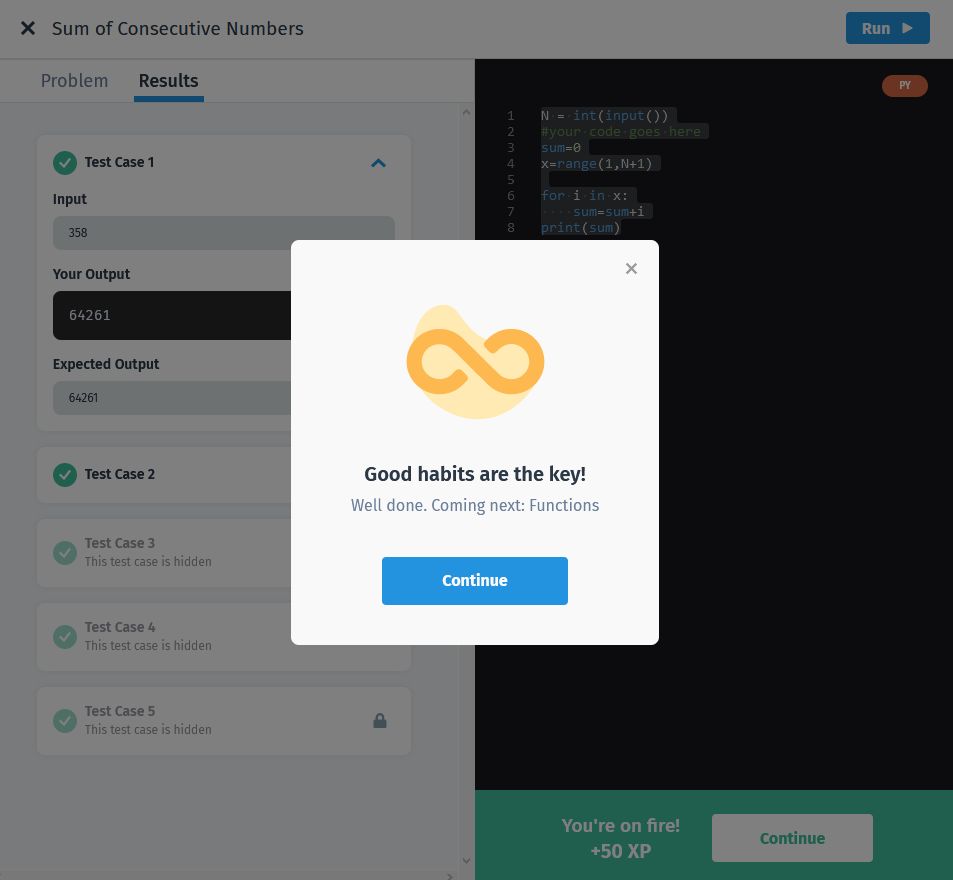 Sum of Consecutive Numbers
Run
Problem
Results
Test Case 1
Input
358
Your Output
64261
Expected Output
64261
Test Case 2
Test Case 3
This test case is hidden
Test Case 4
This test case is hidden
Test Case 5
This test case is hidden
PY
1 N = int(input())
2 #your code goes here
3 sum=0
4 x=range(1,N+1)
5
6 for i in x:
7     sum=sum+i
8 print(sum)
Good habits are the key!
Well done. Coming next: Functions
Continue
You're on fire!
+50 XP
Continue